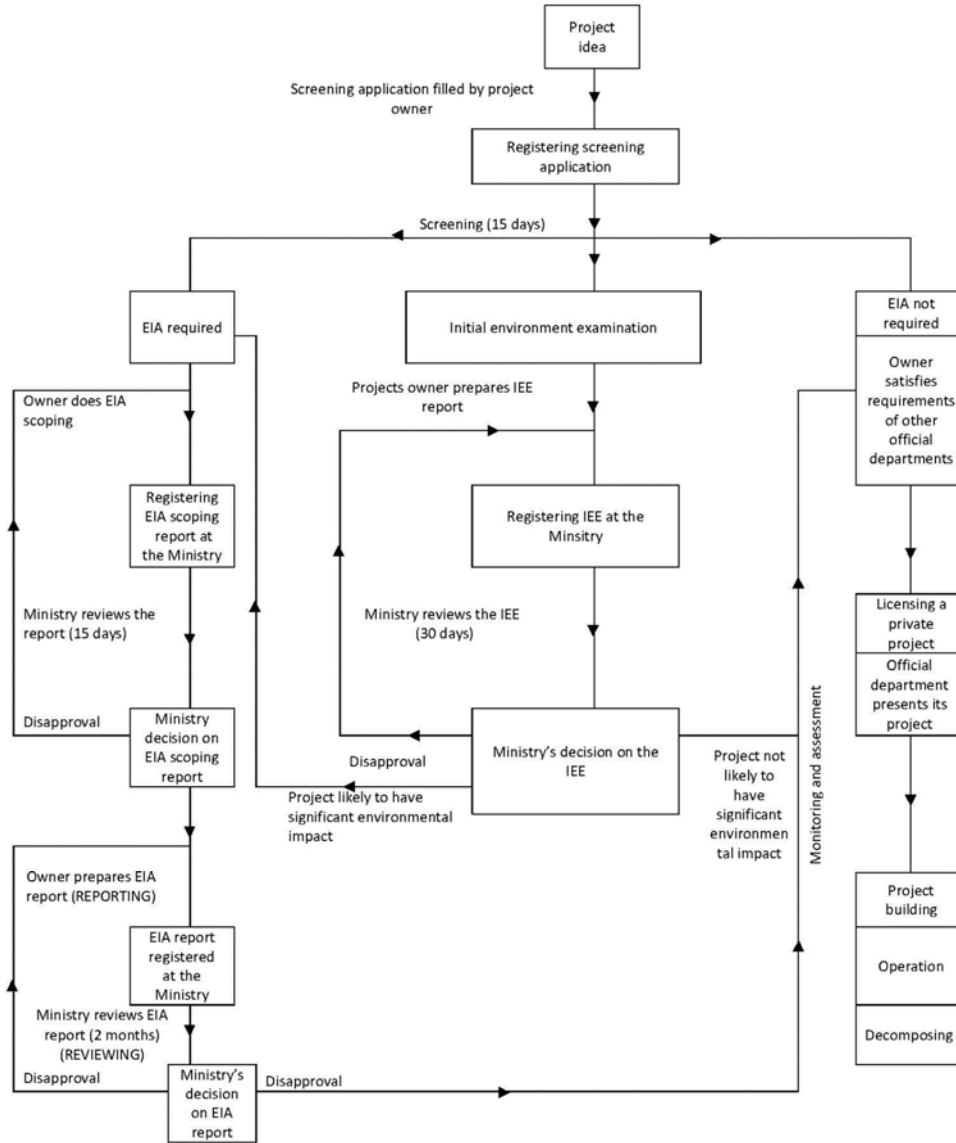 Project
idea
Screening application filled by project
owner
Registering screening
application
Screening (15 days)
EIA required
Initial environment examination
EIA not
required
Owner
satisfies
requirements
of other
official
departments
Projects owner prepares IEE
report
Owner does EIA
scoping
Registering
EIA scoping
report at
the Ministry
Registering IEE at the
Minsitry
Ministry reviews the
report (15 days)
Ministry reviews the IEE
(30 days)
Licensing a
private
project
Official
department
presents its
project
Disapproval
Ministry
decision on
EIA scoping
report
Disapproval
Ministry's decision on the
IEE
Project likely to have
significant environmental
impact
Project not
likely to
have
significant
environmen
tal impact
Monitoring and assessment
Owner prepares EIA
report (REPORTING)
EIA report
registered
at the
Ministry
Project
building
Operation
Decomposing
Ministry reviews EIA
report (2 months)
(REVIEWING)
Disapproval
Ministry's
decision
on EIA
report
Disapproval